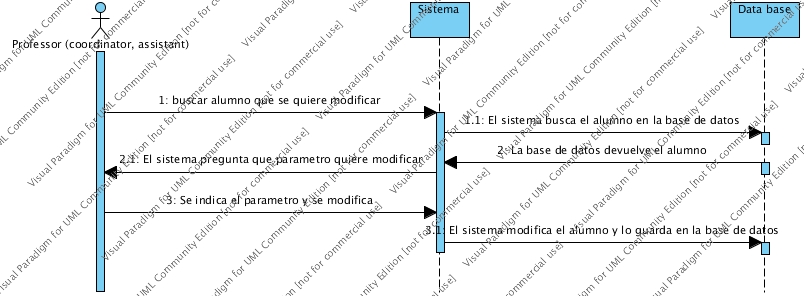 Sistema
Data base
Professor (coordinator, assistant)
1: buscar alumno que se quiere modificar
1.1: El sistema busca el alumno en la base de datos
2: La base de datos devuelve el alumno
2.1: El sistema pregunta que parametro quiere modificar
3: Se indica el parametro y se modifica
3.1: El sistema modifica el alumno y lo guarda en la base de datos
Visual Paradigm for UML Community Edition [not for commercial use]